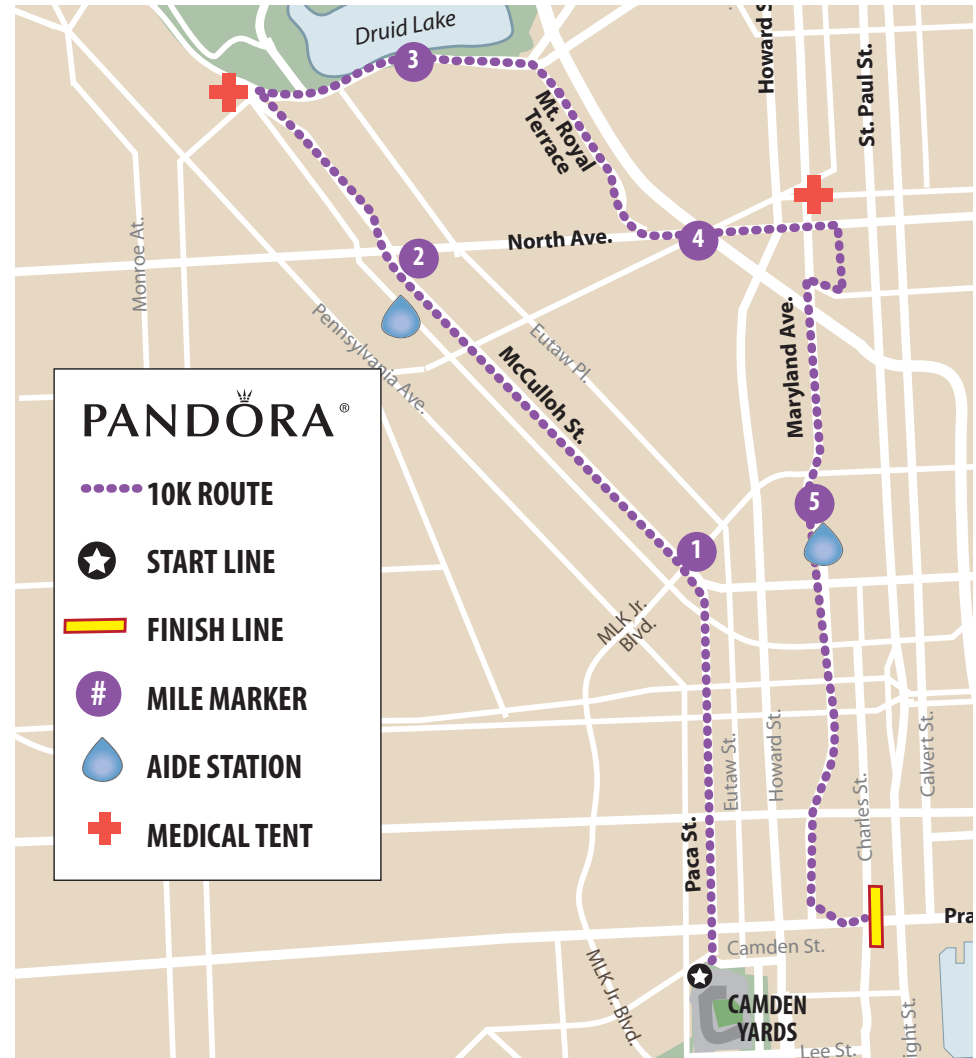 Druid Lake
Howard S
St. Paul St.
3
Mt. Royal
Terrace
Monroe At.
North Ave.
4
2
Maryland Ave.
Pennsylvania Ave.
Eutaw Pl.
McCulloh St.
PANDORA®
10K ROUTE
START LINE
FINISH LINE
# MILE MARKER
AIDE STATION
MEDICAL TENT
5
1
MLK Jr.
Blvd.
Eutaw St.
Howard St.
Calvert St.
Charles St.
Paca St.
Pra
Camden St.
MLK Jr. Blvd.
CAMDEN
YARDS
ight St.
Lee St.